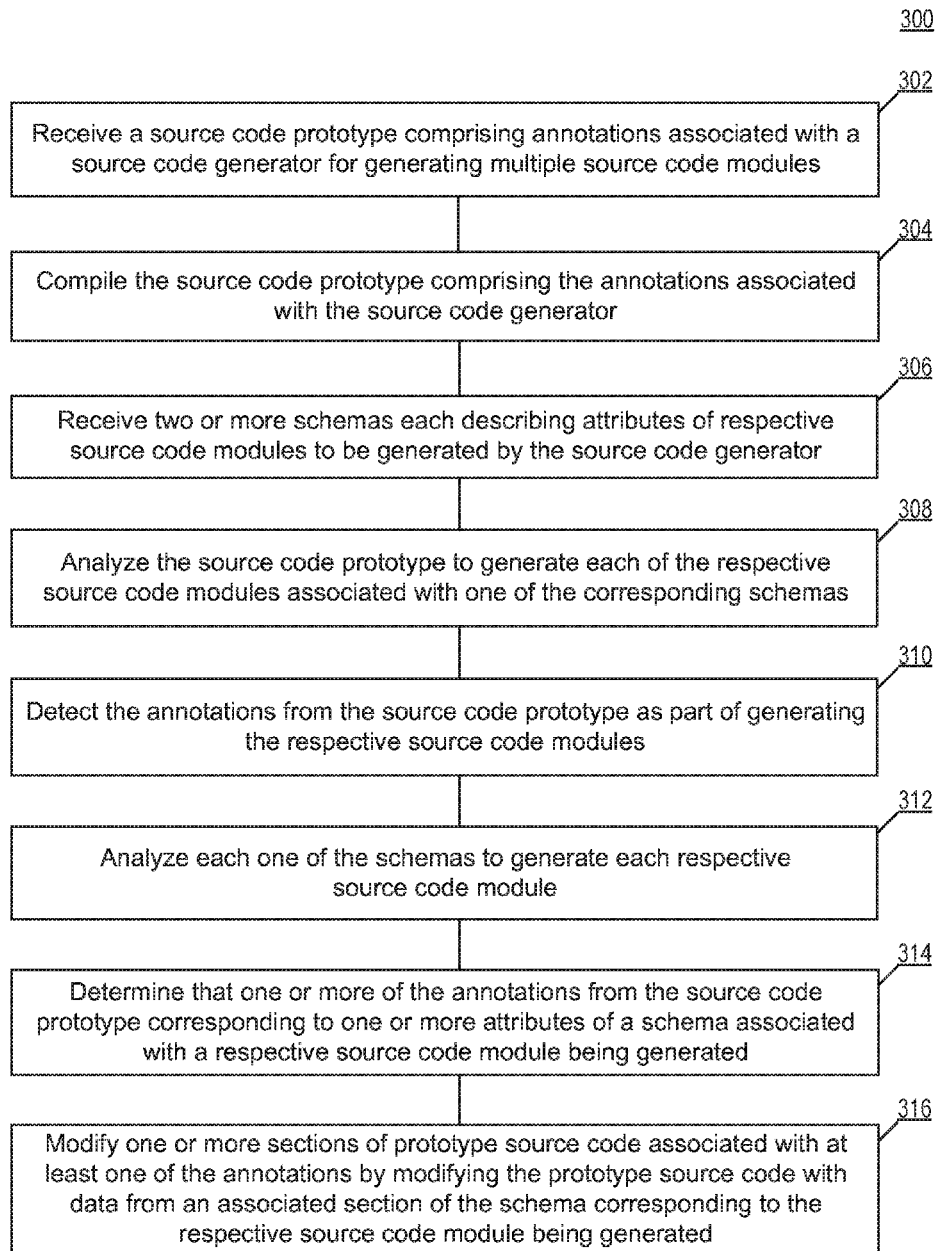 300
302
Receive a source code prototype comprising annotations associated with a
source code generator for generating multiple source code modules
304
Compile the source code prototype comprising the annotations associated
with the source code generator
306
Receive two or more schemas each describing attributes of respective
source code modules to be generated by the source code generator
308
Analyze the source code prototype to generate each of the respective
source code modules associated with one of the corresponding schemas
310
Detect the annotations from the source code prototype as part of generating
the respective source code modules
312
Analyze each one of the schemas to generate each respective
source code module
314
Determine that one or more of the annotations from the source code
prototype corresponding to one or more attributes of a schema associated
with a respective source code module being generated
316
Modify one or more sections of prototype source code associated with at
least one of the annotations by modifying the prototype source code with
data from an associated section of the schema corresponding to the
respective source code module being generated